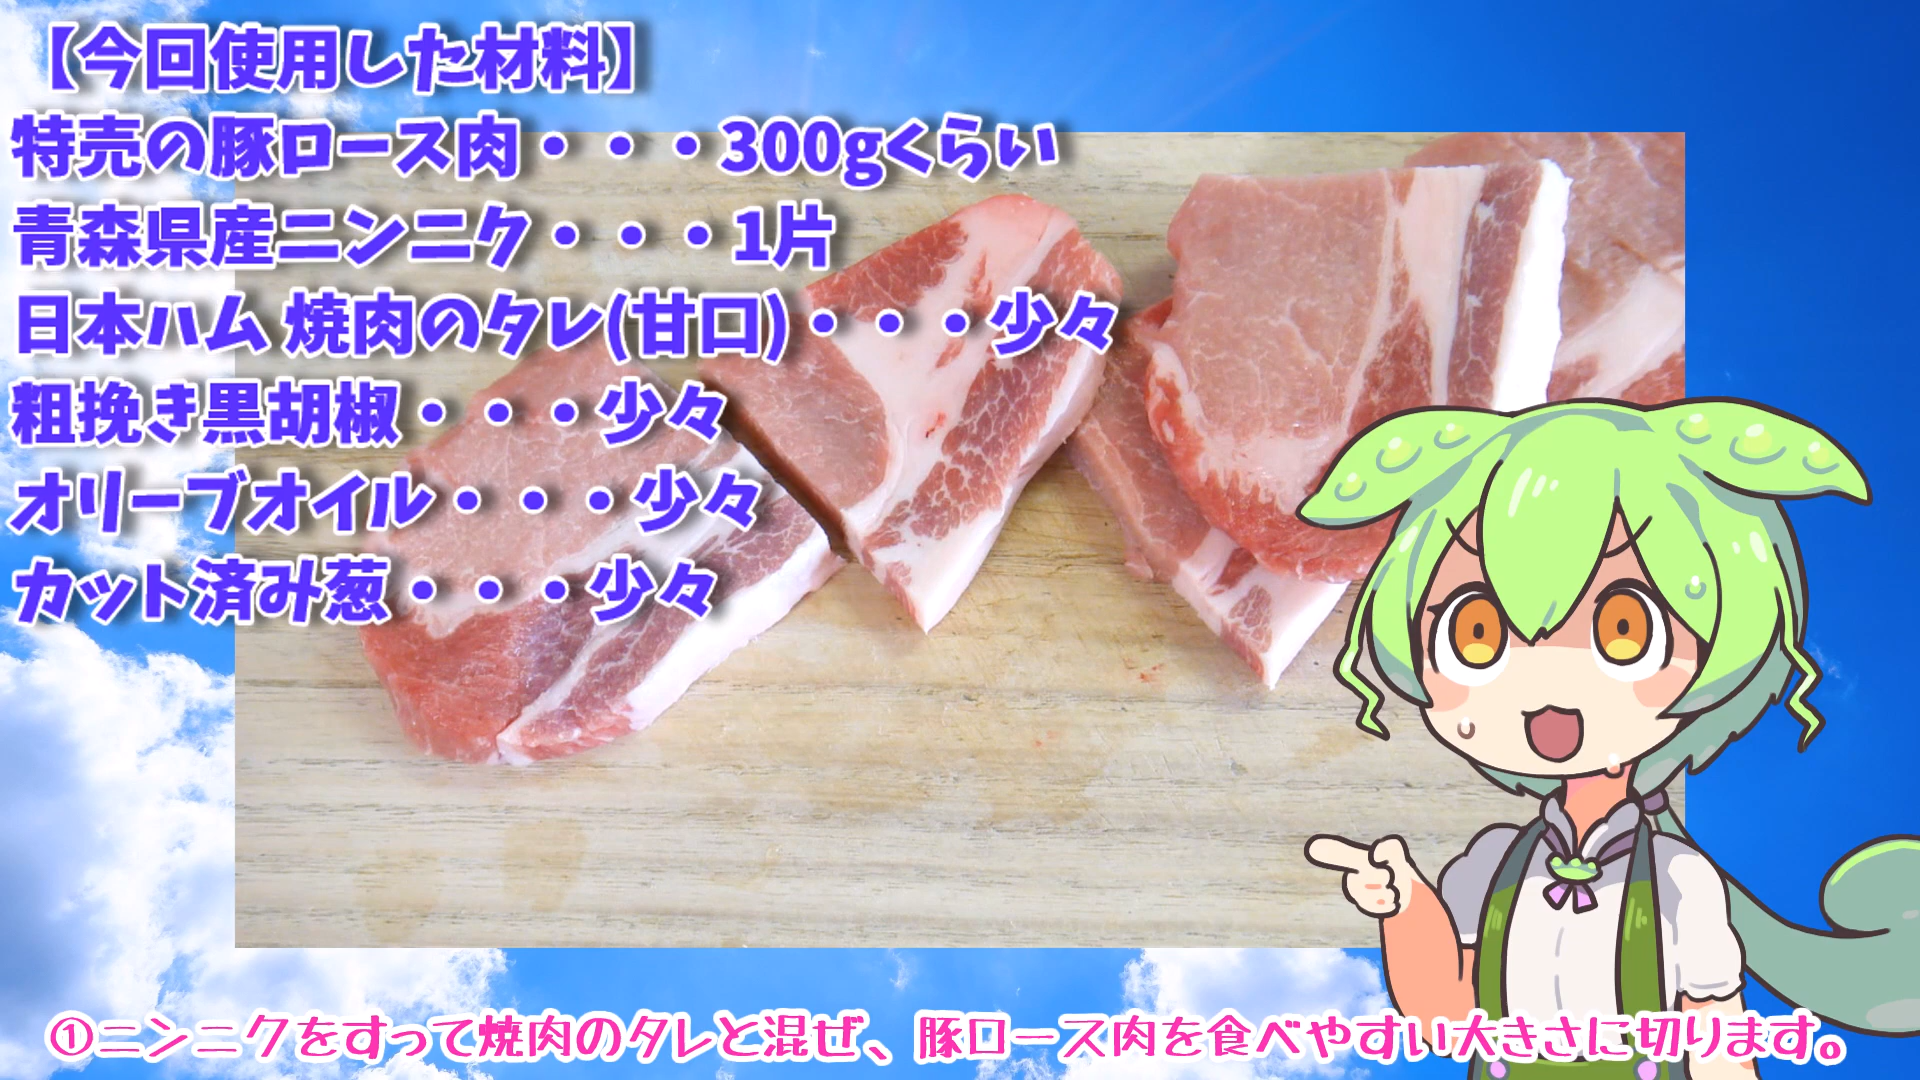 【今回使用した材料】
特売の豚ロース肉・・・300gくらい
青森県産ニンニク・・・1片
日本ハム 焼肉のタレ(甘口)・・・少々
粗挽き黒胡椒・・・少々
オリーブオイル・・・少々
カット済み葱・・・少々
①ニンニクをすって焼肉のタレと混ぜ、豚ロース肉を食べやすい大きさに切ります。